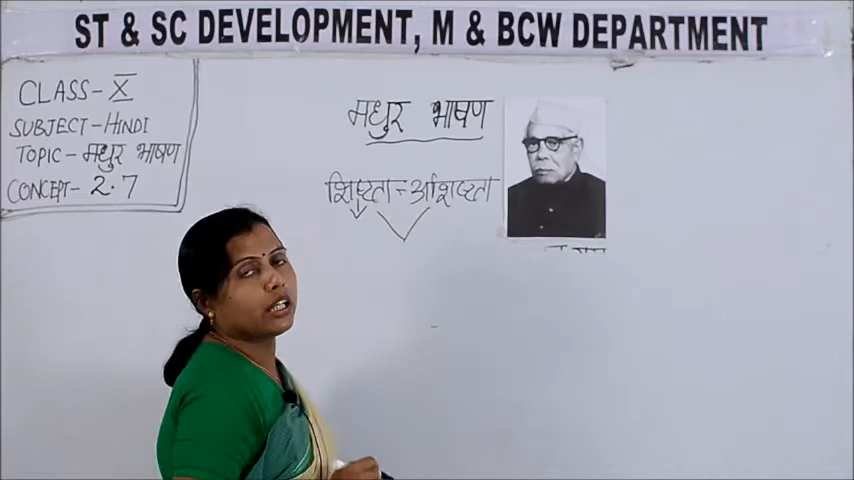 ST & SC DEVELOPMENT, M & BCW DEPARTMENT
CLASS - X
SUBJECT - HINDI
TOPIC - मधुर भाषण
CONCEPT - 2.7
मधुर भाषण
शिष्टता - अशिष्टता